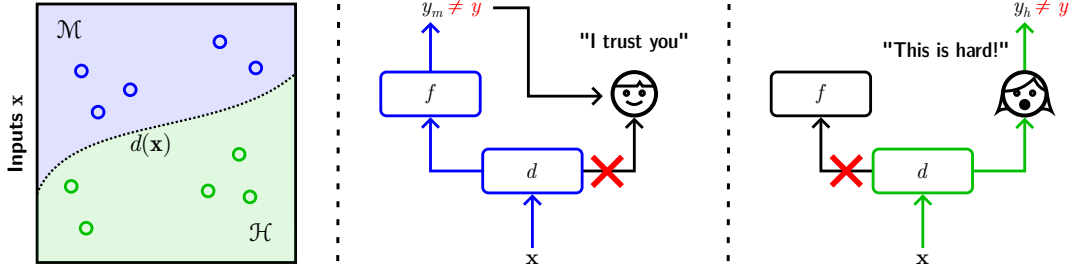 Inputs x
ℳ
d(x)
ℋ
y_m ≠ y
"I trust you"
f
d
x
y_h ≠ y
"This is hard!"
f
d
x